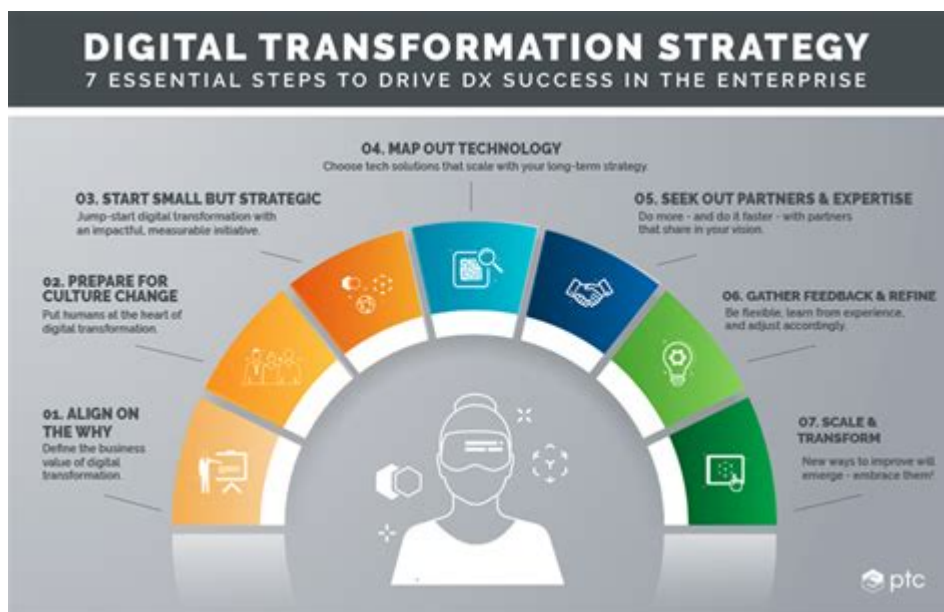 DIGITAL TRANSFORMATION STRATEGY
7 ESSENTIAL STEPS TO DRIVE DX SUCCESS IN THE ENTERPRISE
01. ALIGN ON
THE WHY
Define the business
value of digital
transformation.
02. PREPARE FOR
CULTURE CHANGE
Put humans at the heart of
digital transformation.
03. START SMALL BUT STRATEGIC
Jump-start digital transformation with
an impactful, measurable initiative.
04. MAP OUT TECHNOLOGY
Choose tech solutions that scale with your long-term strategy.
05. SEEK OUT PARTNERS & EXPERTISE
Do more - and do it faster - with partners
that share in your vision.
06. GATHER FEEDBACK & REFINE
Be flexible, learn from experience,
and adjust accordingly.
07. SCALE &
TRANSFORM
New ways to improve will
emerge - embrace them!
ptc